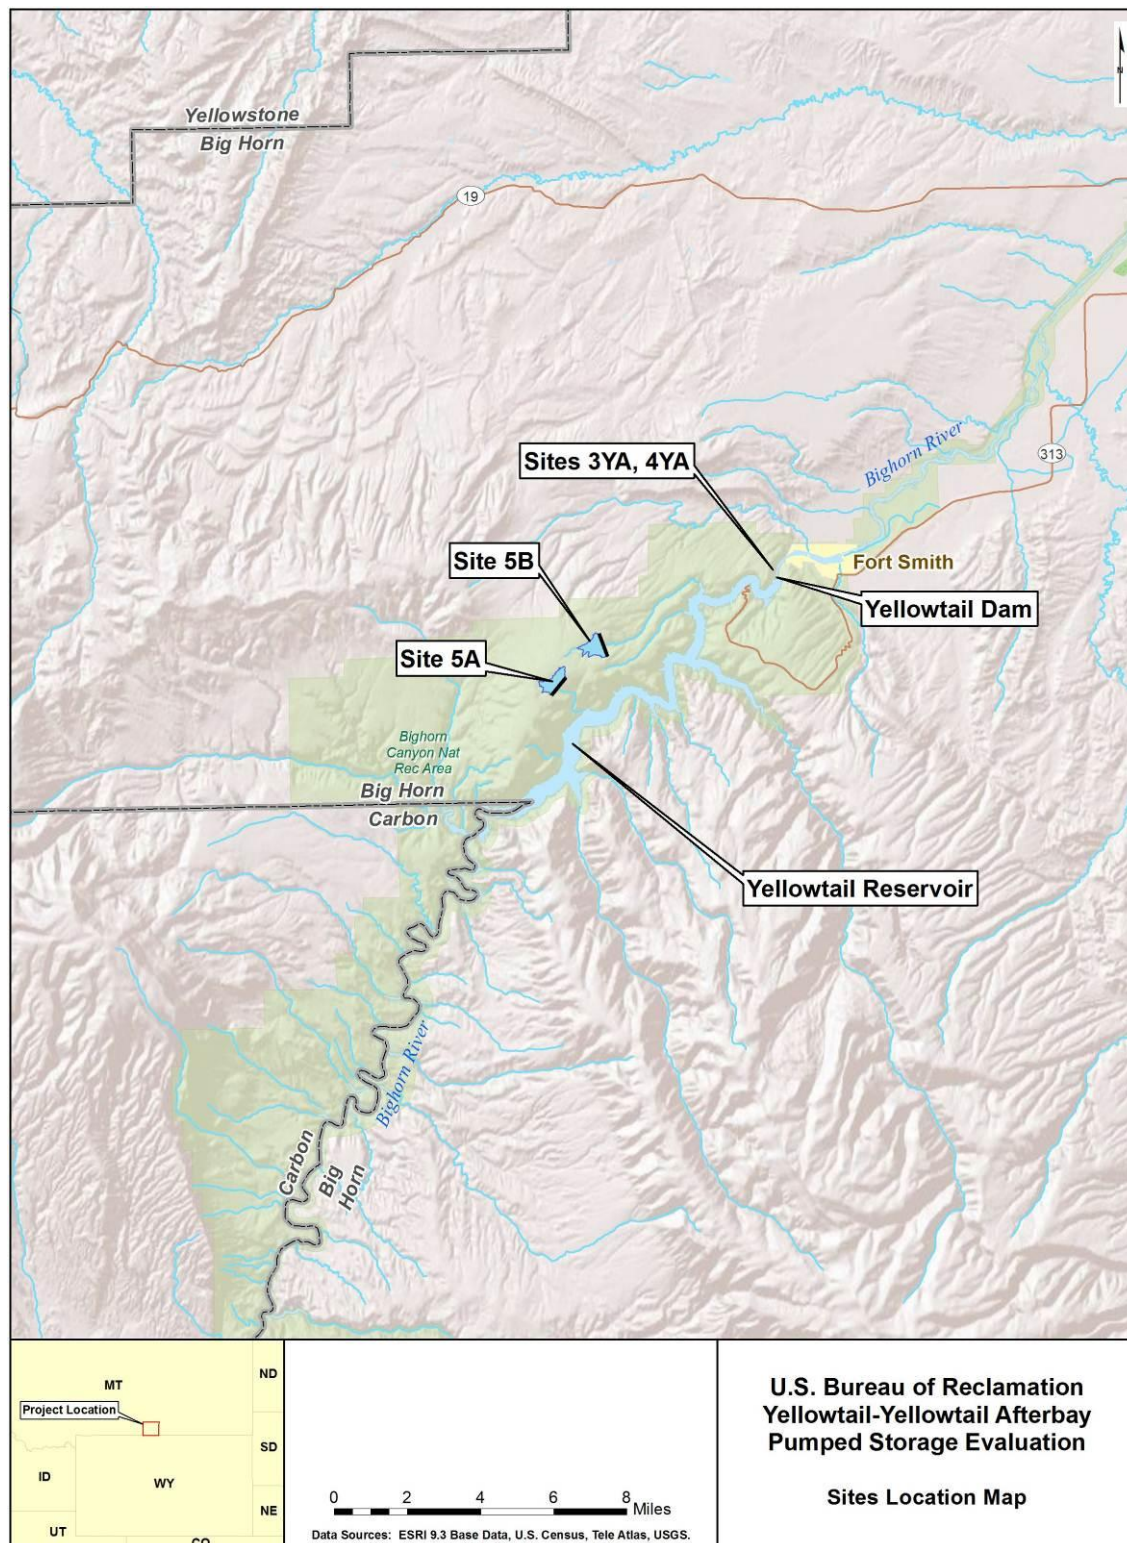 N
Yellowstone
Big Horn
19
Sites 3YA, 4YA
Bighorn River
313
Site 5B
Fort Smith
Yellowtail Dam
Site 5A
Bighorn
Canyon Nat
Rec Area
Big Horn
Carbon
Yellowtail Reservoir
Bighorn River
Carbon
Big
Horn
MT
ND
Project Location
SD
ID
WY
NE
UT
CO
0 2 4 6 8
Miles
Data Sources: ESRI 9.3 Base Data, U.S. Census, Tele Atlas, USGS.
U.S. Bureau of Reclamation
Yellowtail-Yellowtail Afterbay
Pumped Storage Evaluation
Sites Location Map